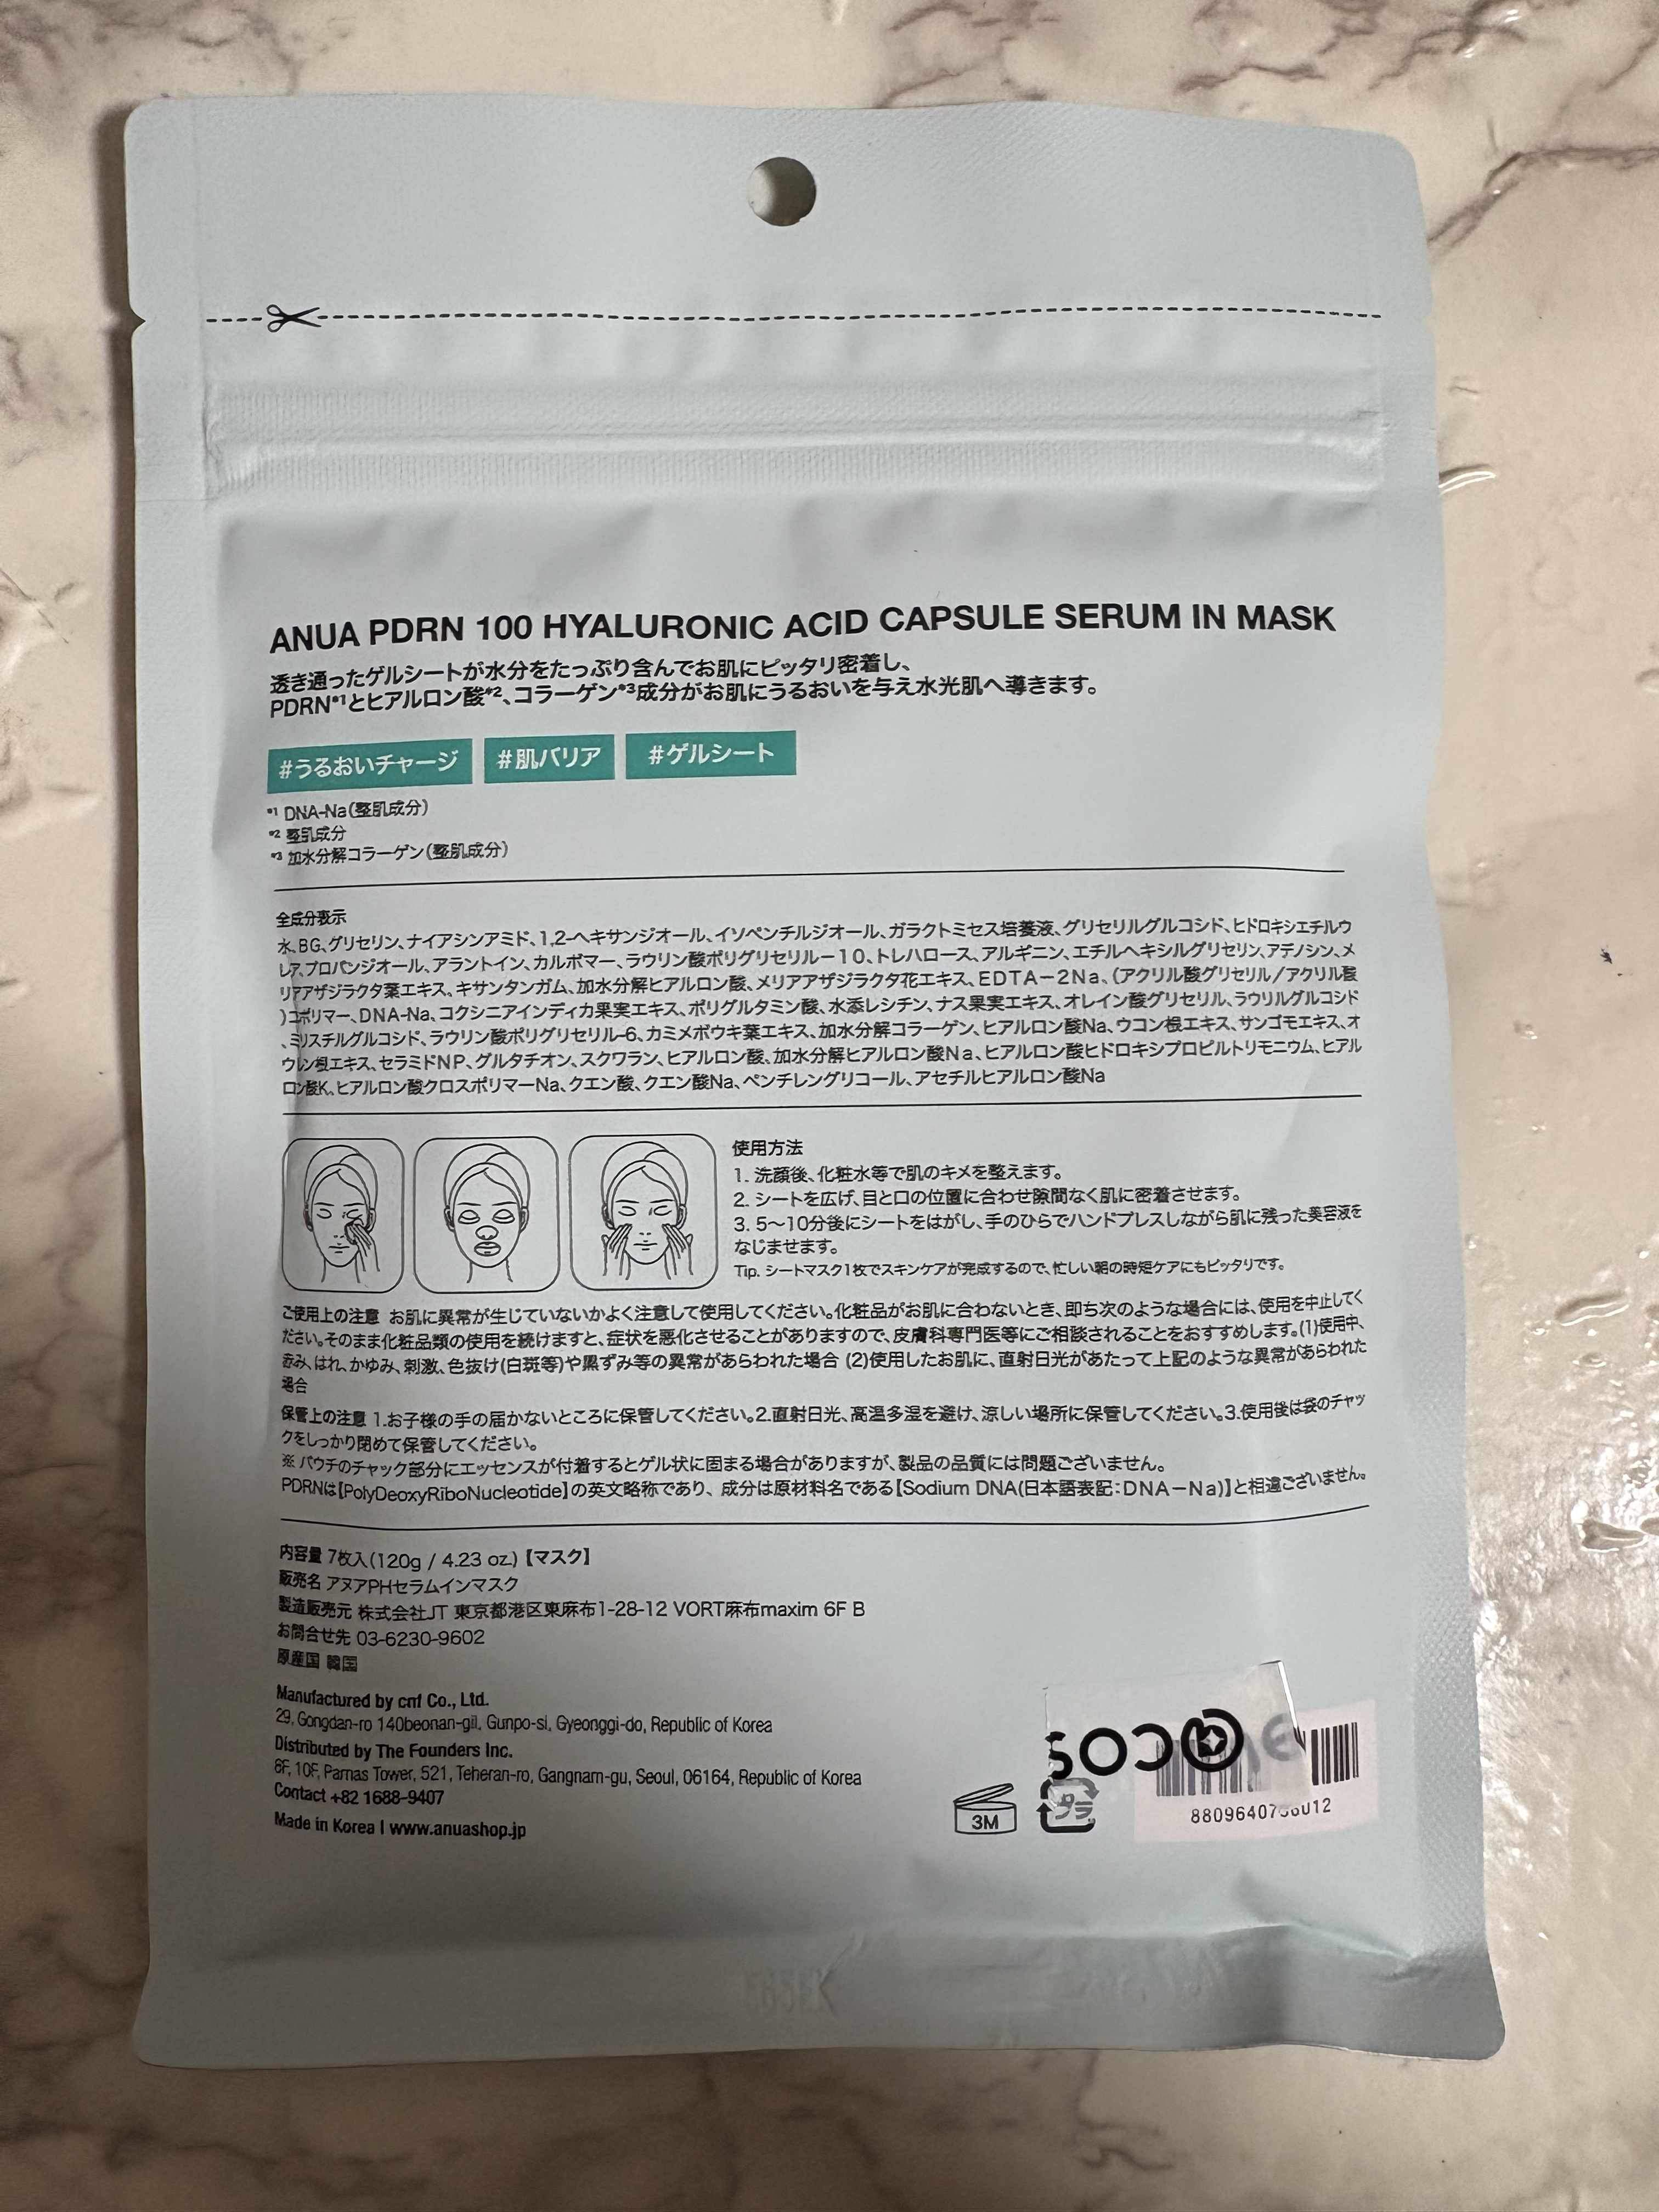 ANUA PDRN 100 HYALURONIC ACID CAPSULE SERUM IN MASK
透き通ったゲルシートが水分をたっぷり含んでお肌にピッタリ密着し、
PDRN*1とヒアルロン酸*2、コラーゲン*3成分がお肌にうるおいを与え水光肌へ導きます。
#うるおいチャージ #肌バリア #ゲルシート
*1 DNA-Na(整肌成分)
*2 整肌成分
*3 加水分解コラーゲン(整肌成分)
全成分表示
水、BG、グリセリン、ナイアシンアミド、1,2-ヘキサンジオール、イソペンチルジオール、ガラクトミセス培養液、グリセリルグルコシド、ヒドロキシエチルウ
レア、プロパンジオール、アラントイン、カルボマー、ラウリン酸ポリグリセリル－10、トレハロース、アルギニン、エチルヘキシルグリセリン、アデノシン、メ
リアアザジラクタ葉エキス、キサンタンガム、加水分解ヒアルロン酸、メリアアザジラクタ花エキス、EDTA－2Na、(アクリル酸グリセリル/アクリル酸
)コポリマー、DNA-Na、コクシニアインディカ果実エキス、ポリグルタミン酸、水添レシチン、ナス果実エキス、オレイン酸グリセリル、ラウリルグルコシド
、ミリスチルグルコシド、ラウリン酸ポリグリセリル-6、カミメボウキ葉エキス、加水分解コラーゲン、ヒアルロン酸Na、ウコン根エキス、サンゴモエキス、オ
ウレン根エキス、セラミドNP、グルタチオン、スクワラン、ヒアルロン酸、加水分解ヒアルロン酸Na、ヒアルロン酸ヒドロキシプロピルトリモニウム、ヒアル
ロン酸K、ヒアルロン酸クロスポリマーNa、クエン酸、クエン酸Na、ペンチレングリコール、アセチルヒアルロン酸Na
使用方法
1. 洗顔後、化粧水等で肌のキメを整えます。
2. シートを広げ、目と口の位置に合わせ隙間なく肌に密着させます。
3. 5～10分後にシートをはがし、手のひらでハンドプレスしながら肌に残った美容液を
なじませます。
Tip. シートマスク1枚でスキンケアが完成するので、忙しい朝の時短ケアにもピッタリです。
ご使用上の注意 お肌に異常が生じていないかよく注意して使用してください。化粧品がお肌に合わないとき、即ち次のような場合には、使用を中止してく
ださい。そのまま化粧品類の使用を続けますと、症状を悪化させることがありますので、皮膚科専門医等にご相談されることをおすすめします。(1)使用中、
赤み、はれ、かゆみ、刺激、色抜け(白斑等)や黒ずみ等の異常があらわれた場合 (2)使用したお肌に、直射日光があたって上記のような異常があらわれた
場合
保管上の注意 1.お子様の手の届かないところに保管してください。2.直射日光、高温多湿を避け、涼しい場所に保管してください。3.使用後は袋のチャッ
クをしっかり閉めて保管してください。
※ パウチのチャック部分にエッセンスが付着するとゲル状に固まる場合がありますが、製品の品質には問題ございません。
PDRNは【PolyDeoxyRiboNucleotide】の英文略称であり、成分は原材料名である【Sodium DNA(日本語表記：DNA－Na)】と相違ございません。
内容量 7枚入(120g / 4.23 oz.)【マスク】
販売名 アヌアPHセラムインマスク
製造販売元 株式会社JT 東京都港区東麻布1-28-12 VORT麻布maxim 6F B
お問合せ先 03-6230-9602
原産国 韓国
Manufactured by cnf Co., Ltd.
29, Gongdan-ro 140beonan-gil, Gunpo-si, Gyeonggi-do, Republic of Korea
Distributed by The Founders Inc.
8F, 10F, Parnas Tower, 521, Teheran-ro, Gangnam-gu, Seoul, 06164, Republic of Korea
Contact +82 1688-9407
Made in Korea | www.anuashop.jp
3M
プラ